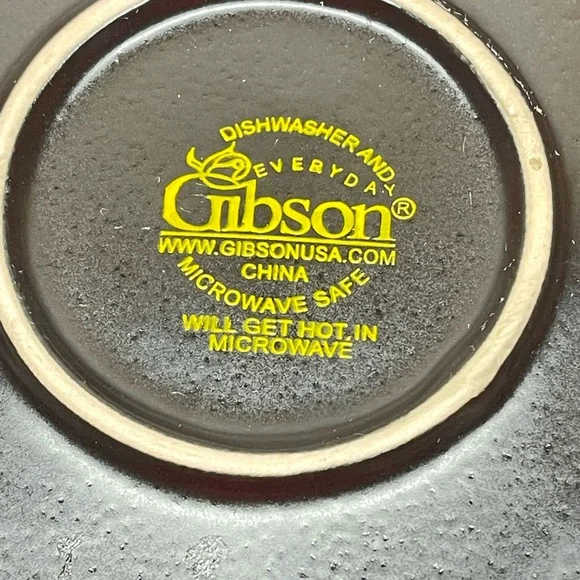 DISHWASHER AND
EVERYDAY
Gibson®
WWW.GIBSONUSA.COM
CHINA
MICROWAVE SAFE
WILL GET HOT IN
MICROWAVE